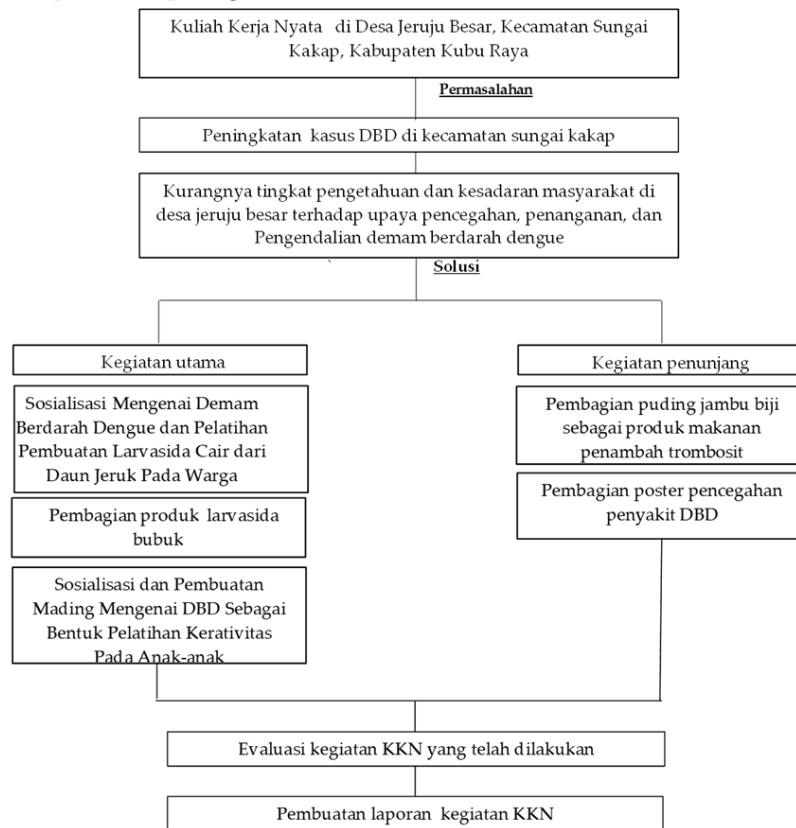 Kuliah Kerja Nyata di Desa Jeruju Besar, Kecamatan Sungai
Kakap, Kabupaten Kubu Raya
Permasalahan
Peningkatan kasus DBD di kecamatan sungai kakap
Kurangnya tingkat pengetahuan dan kesadaran masyarakat di
desa jeruju besar terhadap upaya pencegahan, penanganan, dan
Pengendalian demam berdarah dengue
Solusi
Kegiatan utama
Sosialisasi Mengenai Demam
Berdarah Dengue dan Pelatihan
Pembuatan Larvasida Cair dari
Daun Jeruk Pada Warga
Pembagian produk larvasida
bubuk
Sosialisasi dan Pembuatan
Mading Mengenai DBD Sebagai
Bentuk Pelatihan Kerativitas
Pada Anak-anak
Kegiatan penunjang
Pembagian puding jambu biji
sebagai produk makanan
penambah trombosit
Pembagian poster pencegahan
penyakit DBD
Evaluasi kegiatan KKN yang telah dilakukan
Pembuatan laporan kegiatan KKN